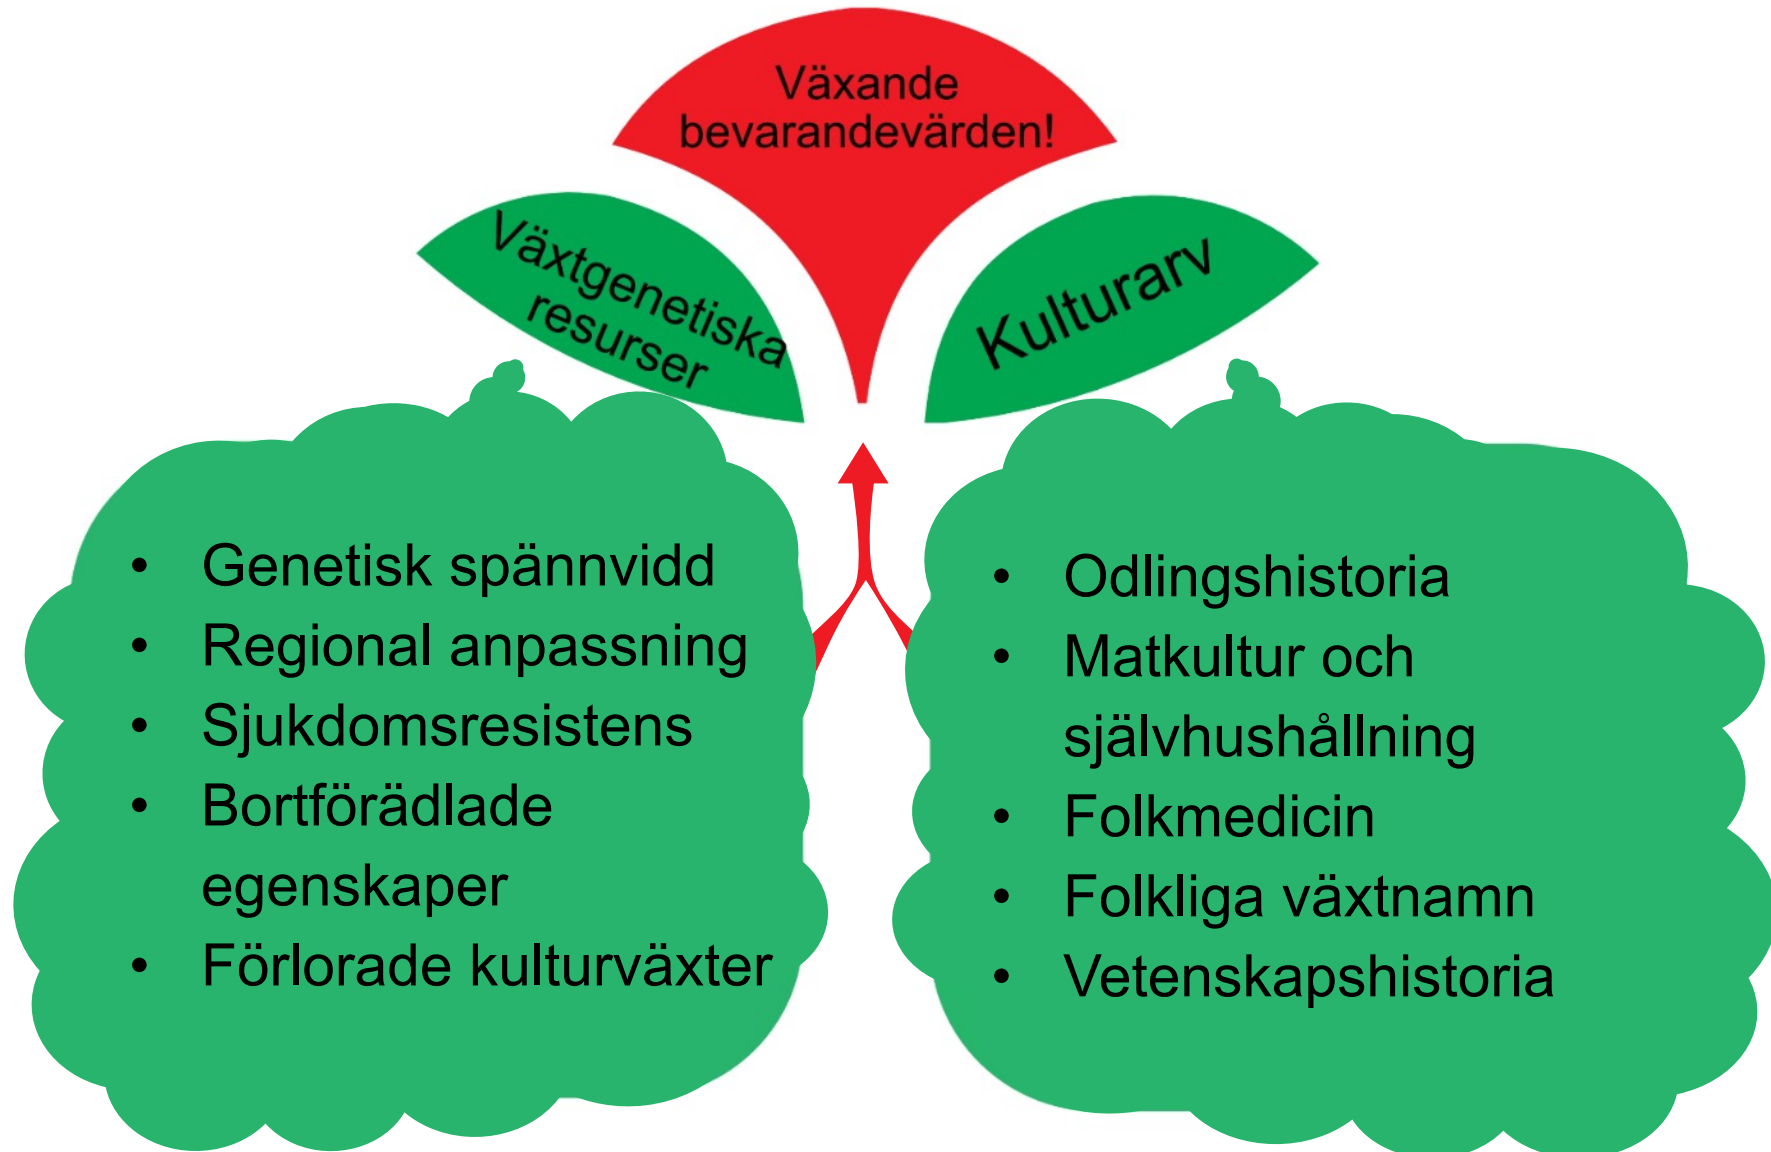 Växande
bevarandevärden!
Växtgenetiska
resurser
Kulturarv
• Genetisk spännvidd
• Regional anpassning
• Sjukdomsresistens
• Bortförädlade
egenskaper
• Förlorade kulturväxter
• Odlingshistoria
• Matkultur och
självhushållning
• Folkmedicin
• Folkliga växtnamn
• Vetenskapshistoria